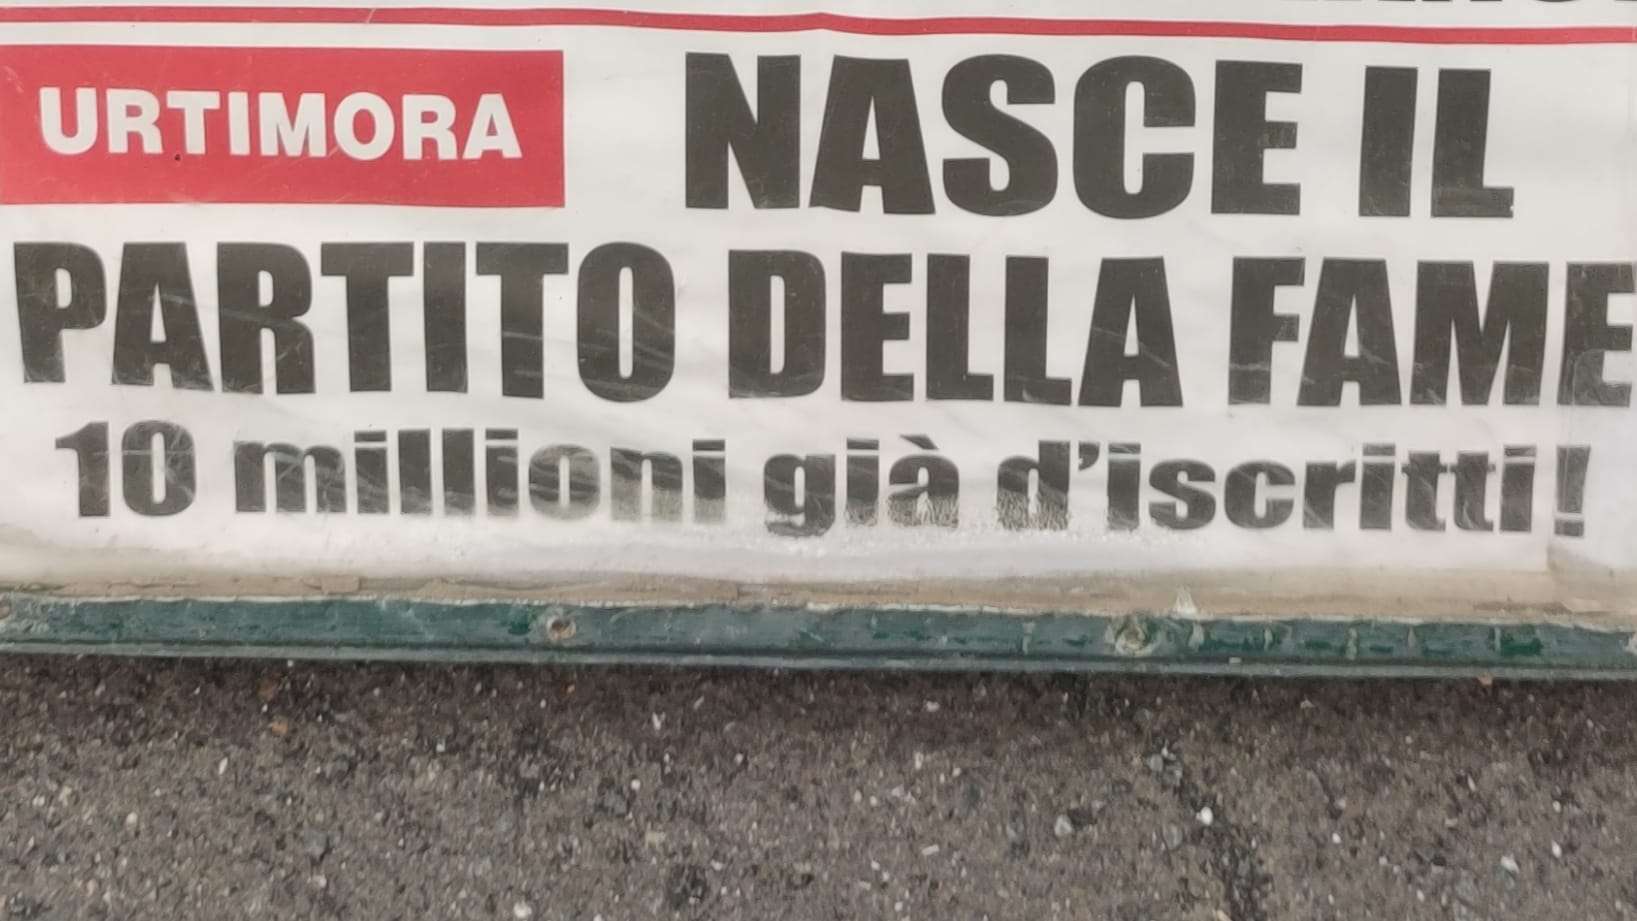 URTIMORA NASCE IL
PARTITO DELLA FAME
10 millioni già d'iscritti!